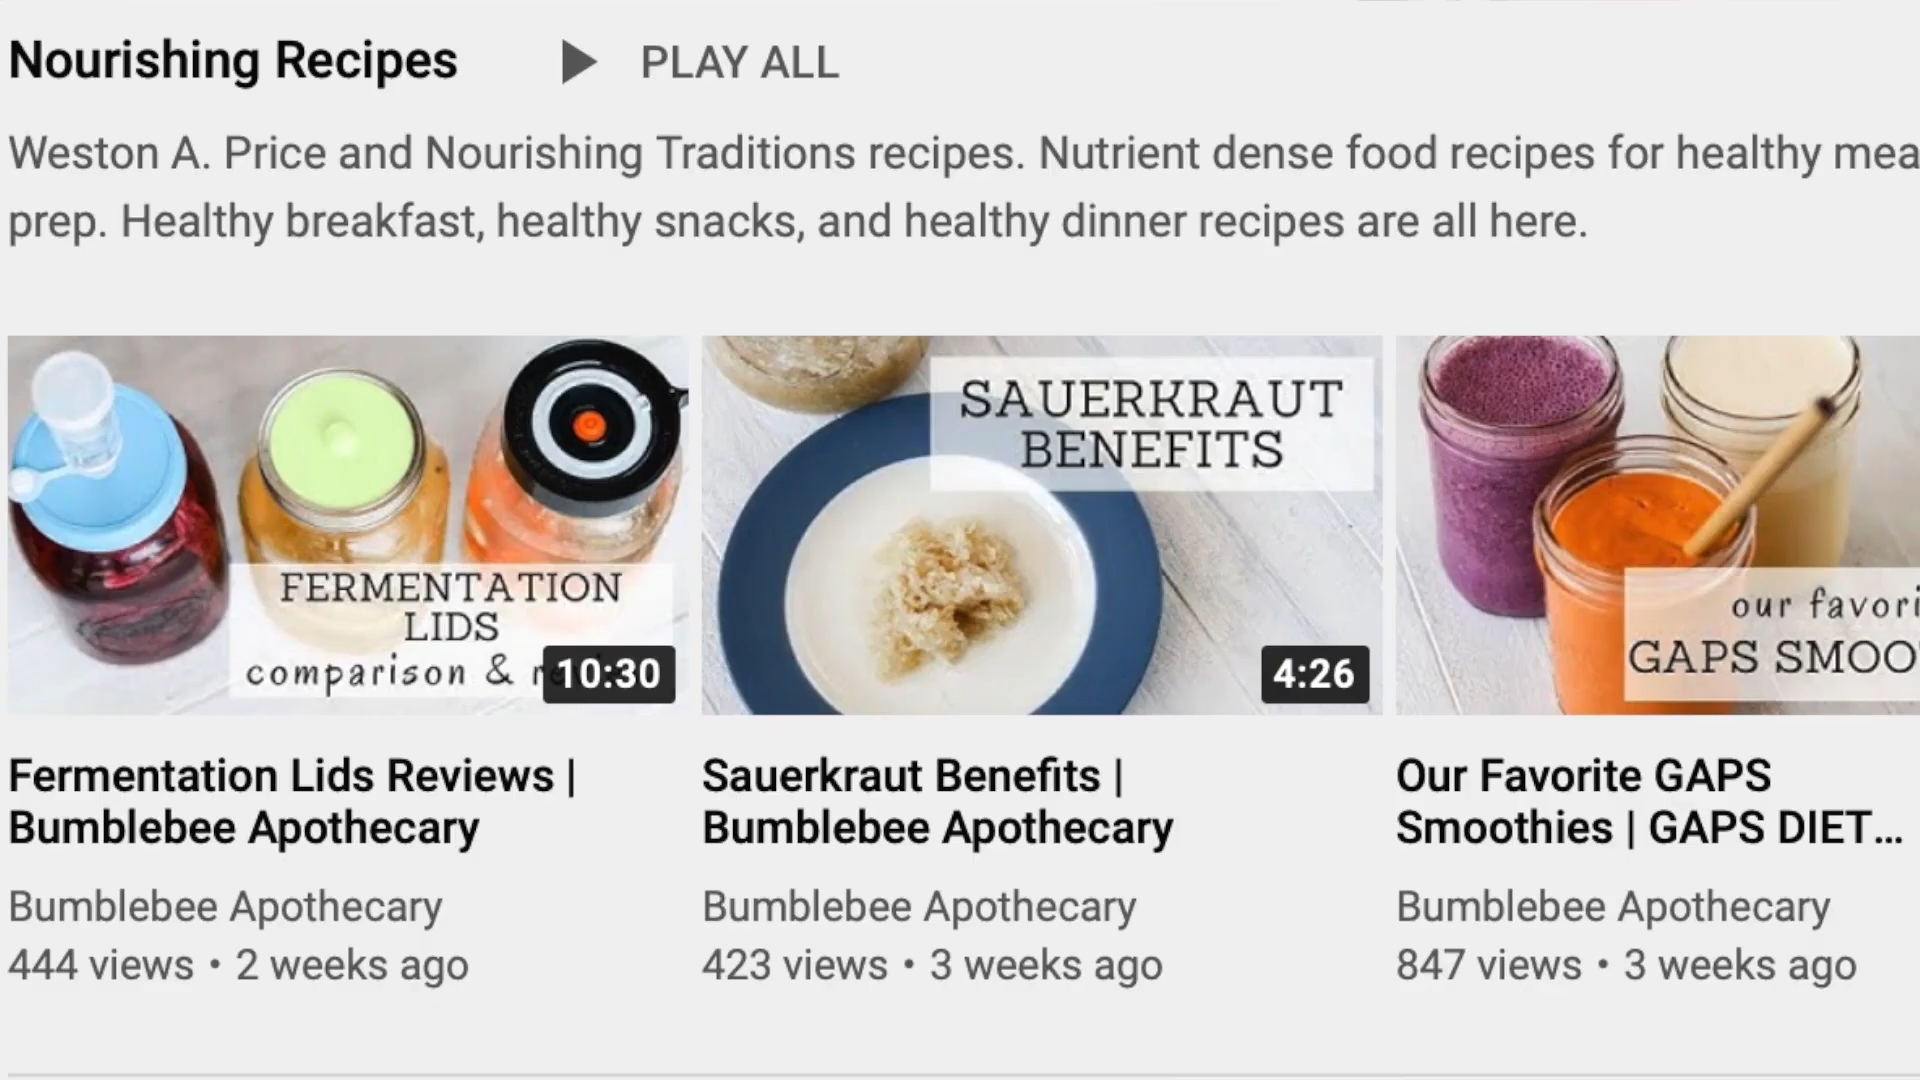 Nourishing Recipes PLAY ALL
Weston A. Price and Nourishing Traditions recipes. Nutrient dense food recipes for healthy mea
prep. Healthy breakfast, healthy snacks, and healthy dinner recipes are all here.
FERMENTATION
LIDS
comparison &
10:30
SAUERKRAUT
BENEFITS
4:26
our favori
GAPS SMOO
Fermentation Lids Reviews |
Bumblebee Apothecary
Bumblebee Apothecary
444 views • 2 weeks ago
Sauerkraut Benefits |
Bumblebee Apothecary
Bumblebee Apothecary
423 views • 3 weeks ago
Our Favorite GAPS
Smoothies | GAPS DIET...
Bumblebee Apothecary
847 views • 3 weeks ago